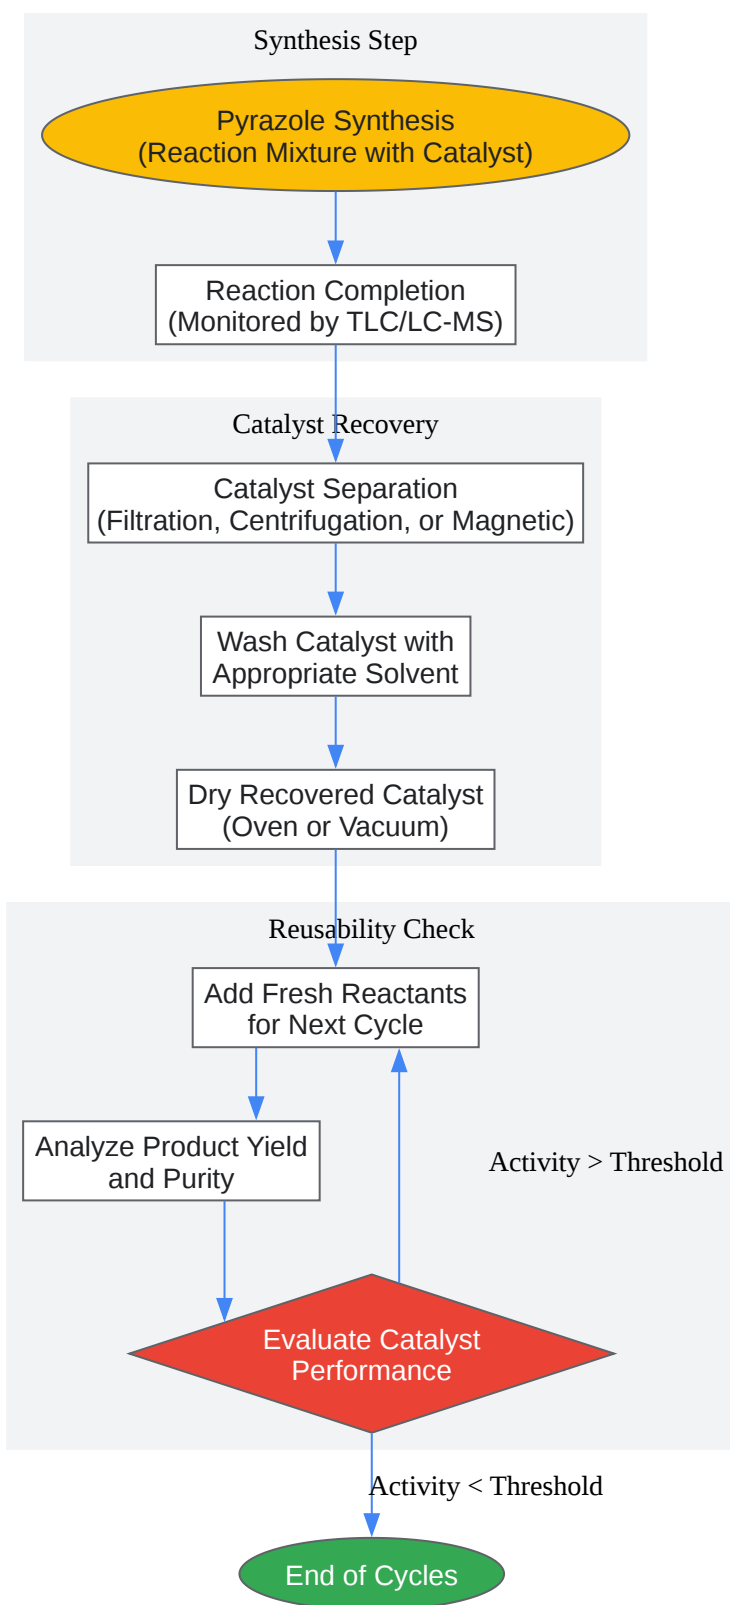 Synthesis Step
Pyrazole Synthesis
(Reaction Mixture with Catalyst)
Reaction Completion
(Monitored by TLC/LC-MS)
Catalyst Recovery
Catalyst Separation
(Filtration, Centrifugation, or Magnetic)
Wash Catalyst with
Appropriate Solvent
Dry Recovered Catalyst
(Oven or Vacuum)
Reusability Check
Add Fresh Reactants
for Next Cycle
Analyze Product Yield
and Purity
Activity > Threshold
Evaluate Catalyst
Performance
Activity < Threshold
End of Cycles